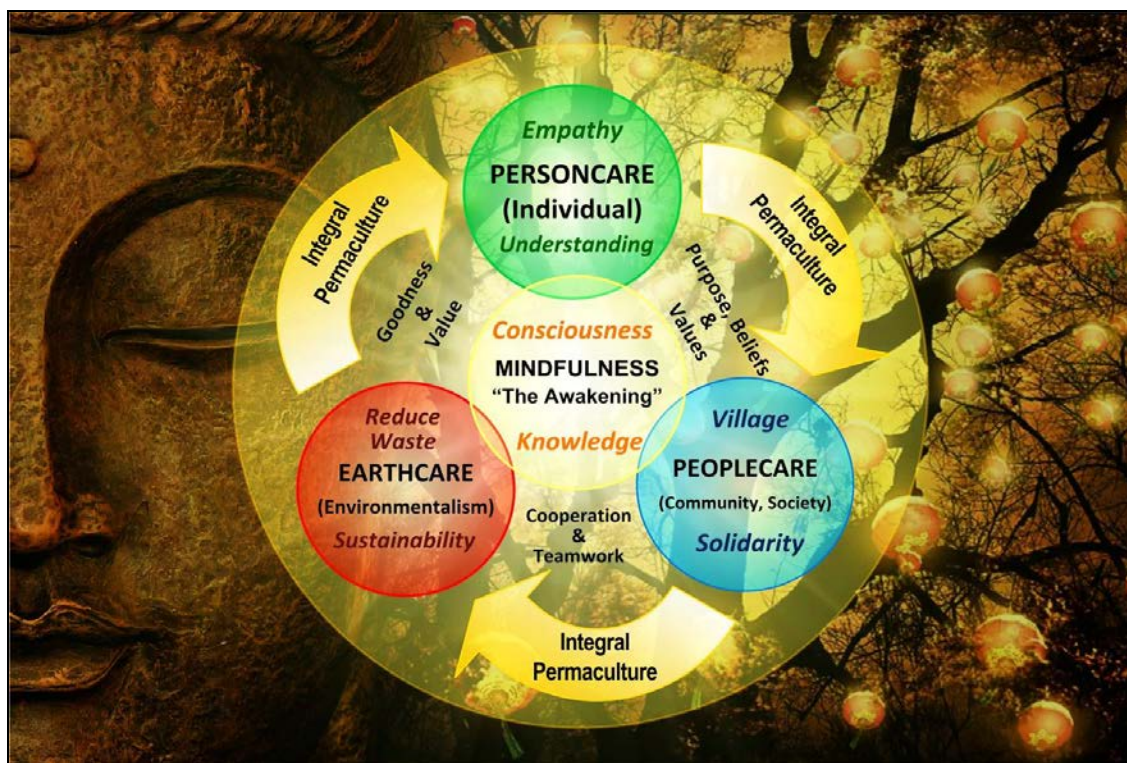 Empathy
PERSONCARE
(Individual)
Understanding
Integral
Permaculture
Integral
Permaculture
Goodness
&
Value
Purpose, Beliefs
&
Values
Consciousness
MINDFULNESS
“The Awakening”
Knowledge
Reduce
Waste
EARTHCARE
(Environmentalism)
Sustainability
Village
PEOPLECARE
(Community, Society)
Solidarity
Cooperation
&
Teamwork
Integral
Permaculture